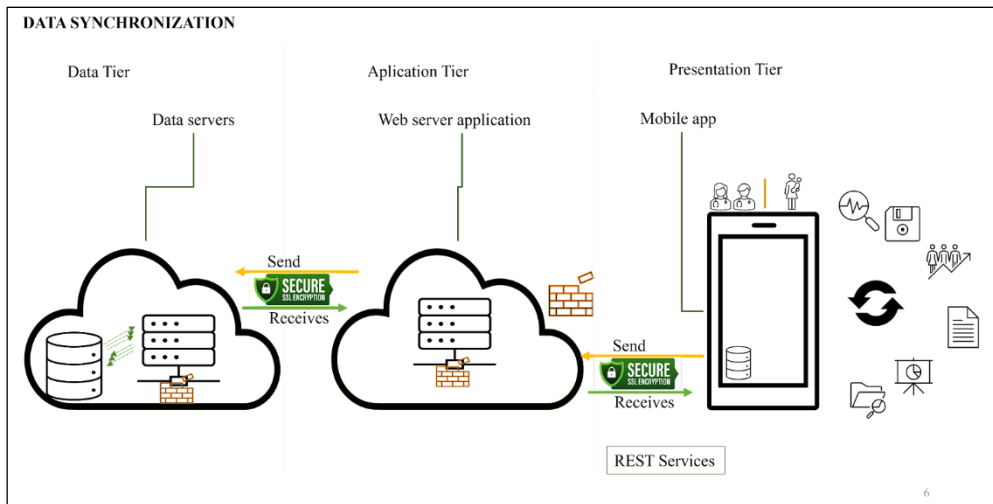 DATA SYNCHRONIZATION
Data Tier
Aplication Tier
Presentation Tier
Data servers
Web server application
Mobile app
Send
SECURE
SSL ENCRYPTION
Receives
Send
SECURE
SSL ENCRYPTION
Receives
REST Services
6